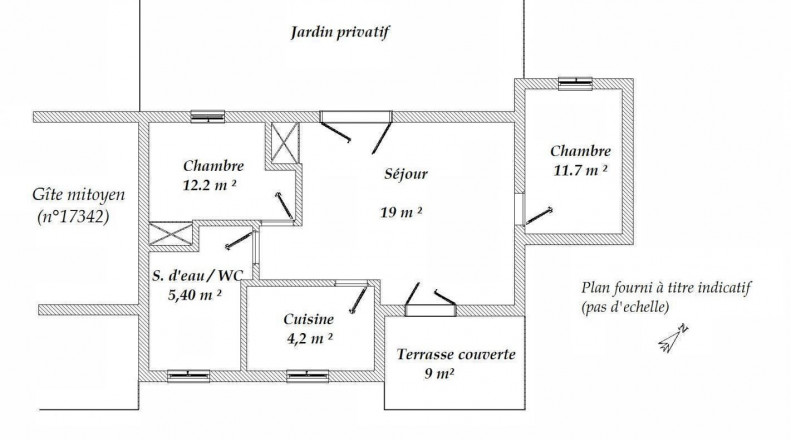 Jardin privatif
Chambre
12.2 m ²
Séjour
19 m ²
Chambre
11.7 m ²
Gîte mitoyen
(n°17342)
S. d'eau / WC
5,40 m ²
Cuisine
4,2 m ²
Terrasse couverte
9 m²
Plan fourni à titre indicatif
(pas d'echelle)
N